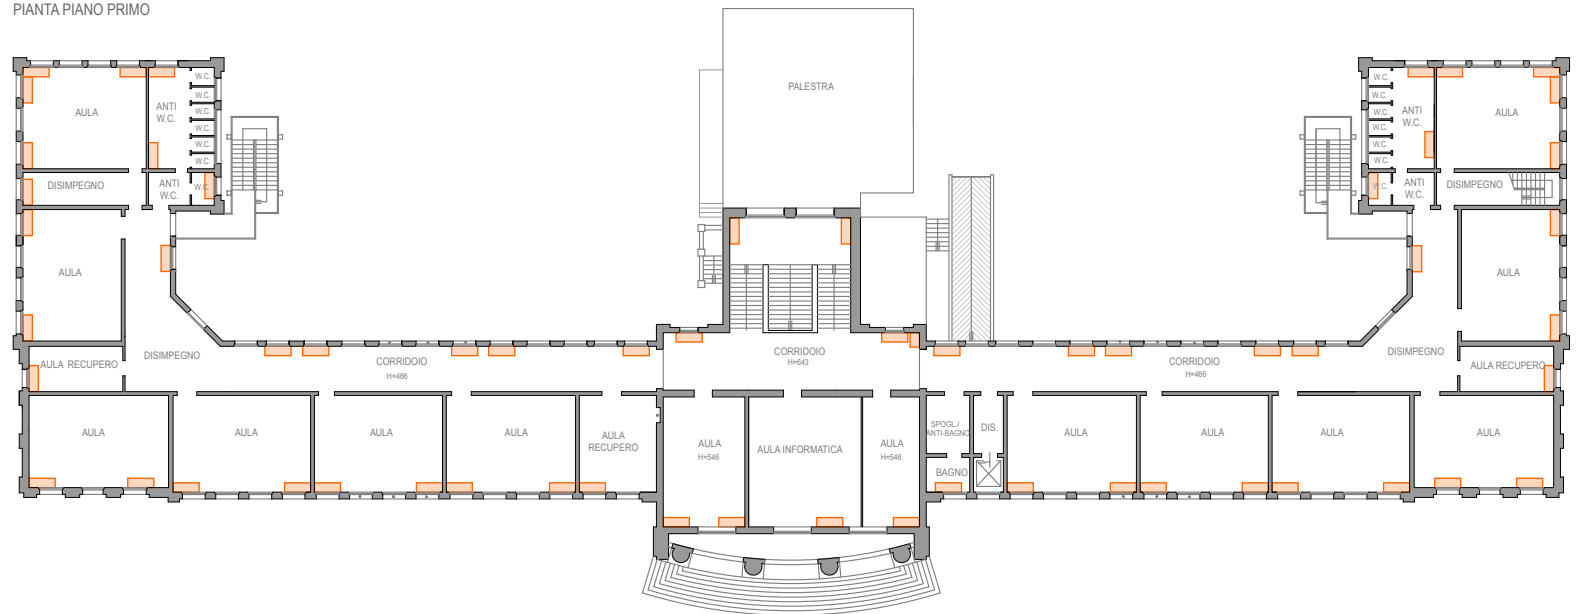 PIANTA PIANO PRIMO
PALESTRA
AULA
ANTI
W.C.
W.C.
W.C.
W.C.
W.C.
W.C.
W.C.
DISIMPEGNO
ANTI
W.C.
W.C.
AULA
AULA RECUPERO
DISIMPEGNO
CORRIDOIO
H=466
AULA
AULA
AULA
AULA
AULA
RECUPERO
CORRIDOIO
H=643
AULA
H=546
AULA INFORMATICA
AULA
H=546
SPOGL./
ANTI-BAGNO
DIS.
BAGNO
CORRIDOIO
H=466
AULA
AULA
AULA
AULA
DISIMPEGNO
AULA RECUPERO
AULA
W.C.
W.C.
W.C.
W.C.
W.C.
W.C.
ANTI
W.C.
AULA
W.C.
ANTI
W.C.
DISIMPEGNO